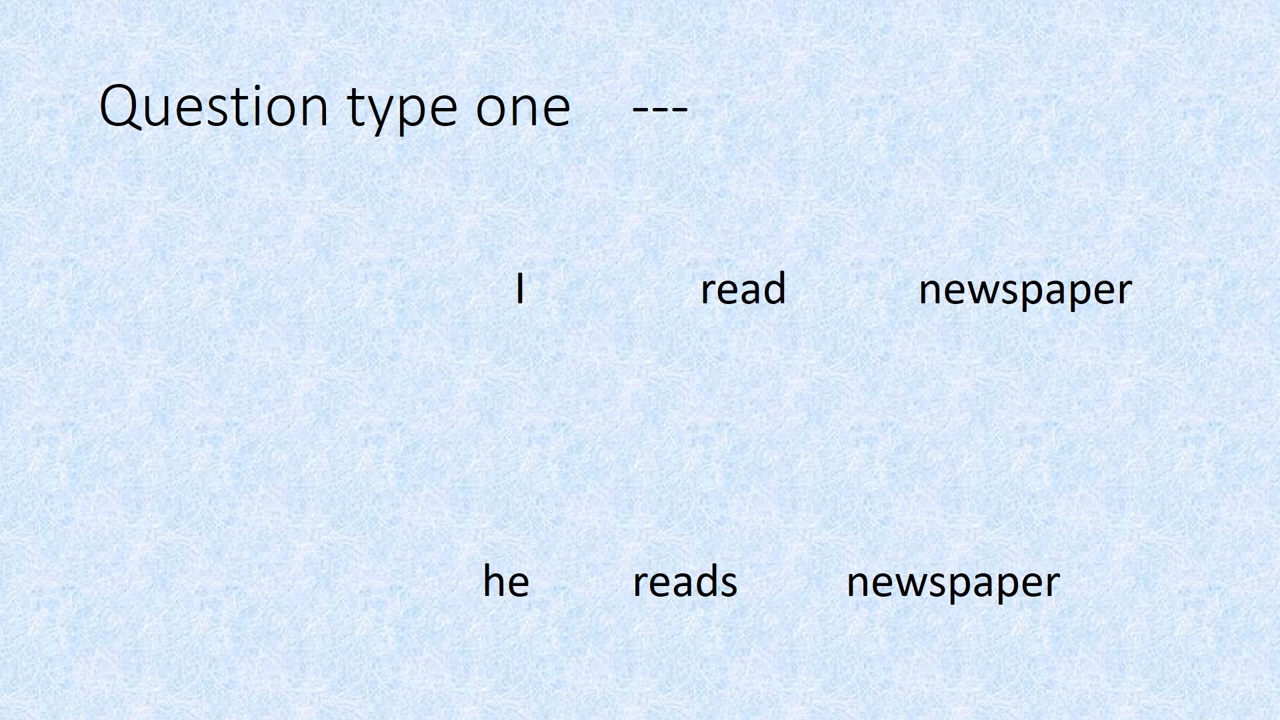 Question type one ---
I read newspaper
he reads newspaper